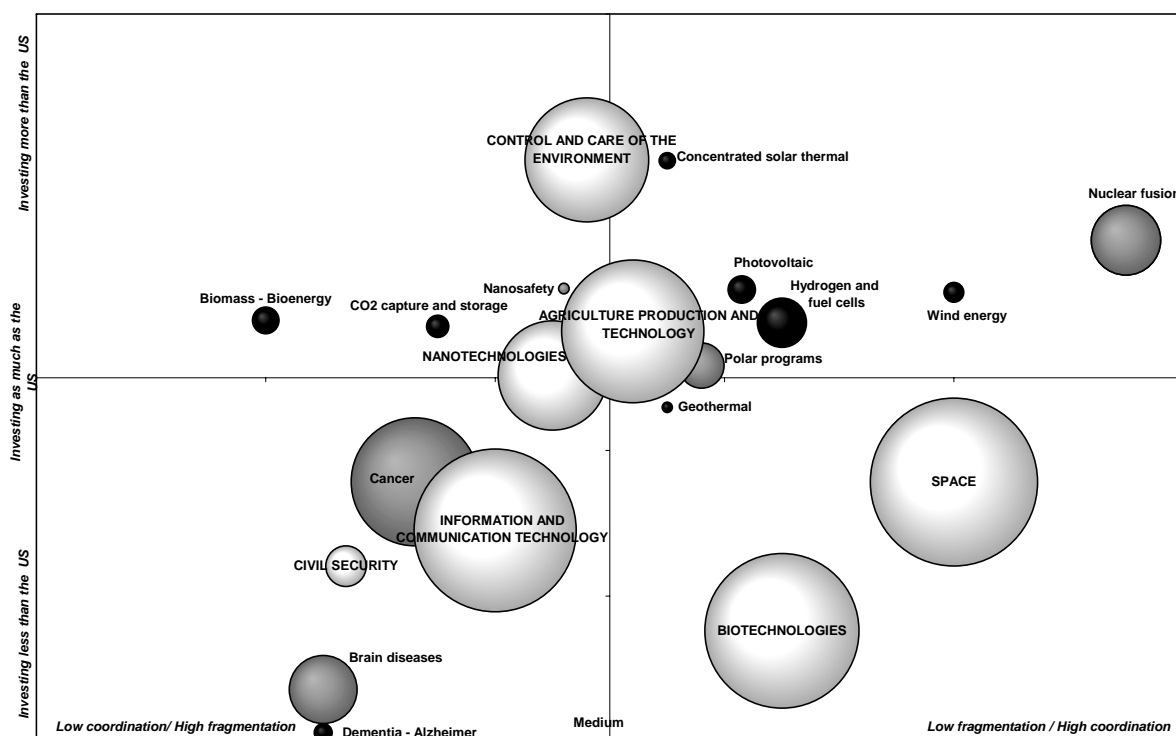 Investing more than the US
CONTROL AND CARE OF THE
ENVIRONMENT
Concentrated solar thermal
Nuclear fusion
Photovoltaic
Nanosafety
Hydrogen and
fuel cells
Biomass - Bioenergy
CO2 capture and storage
AGRICULTURE PRODUCTION AND
TECHNOLOGY
Wind energy
NANOTECHNOLOGIES
Polar programs
Investing as much as the
US
Geothermal
Cancer
SPACE
INFORMATION AND
COMMUNICATION TECHNOLOGY
CIVIL SECURITY
Investing less than the US
BIOTECHNOLOGIES
Brain diseases
Low coordination/ High fragmentation
Medium
Low fragmentation / High coordination
Dementia - Alzheimer